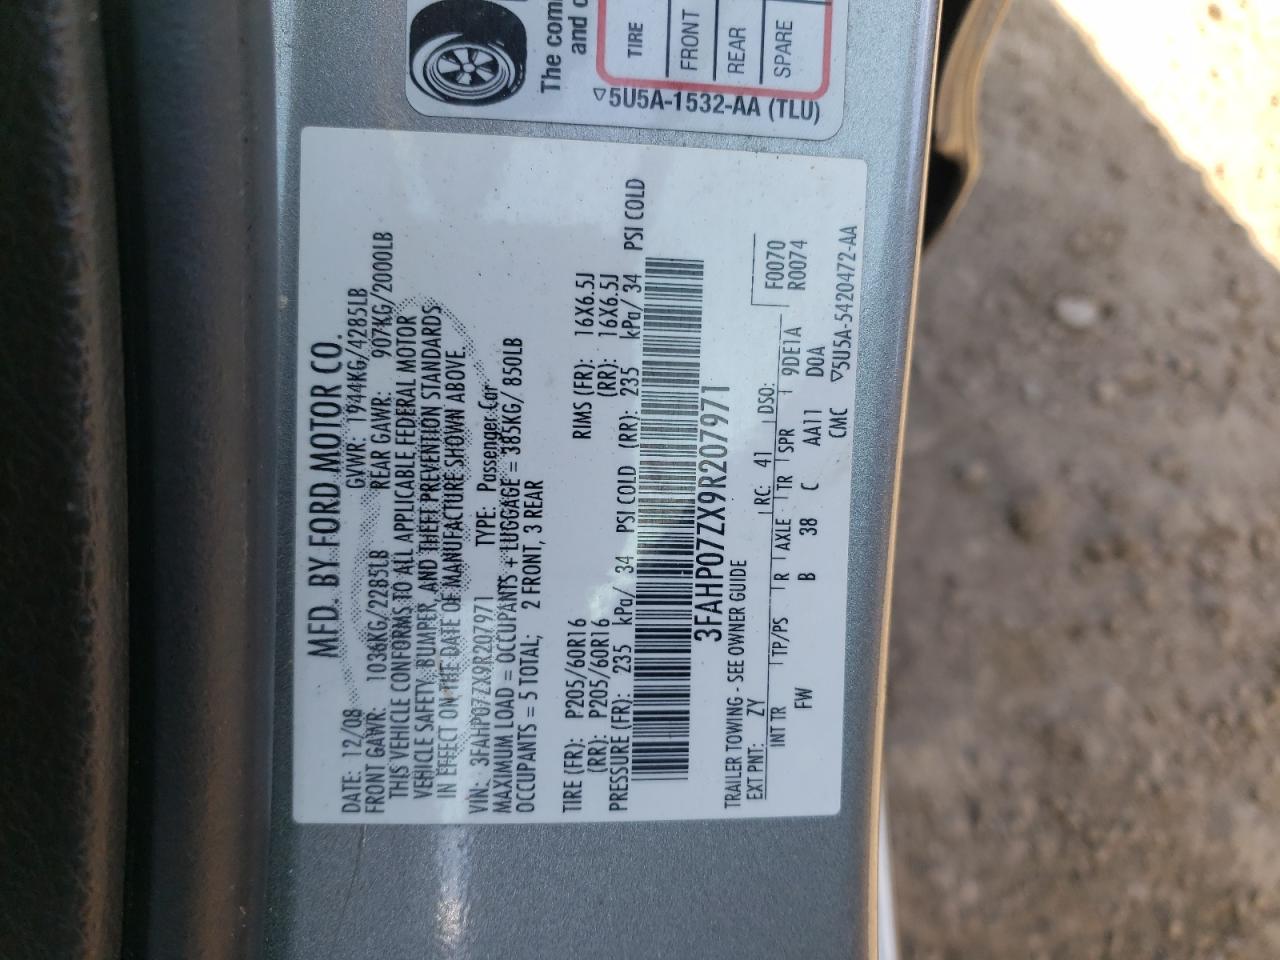 The com
and c
TIRE
FRONT
REAR
SPARE
5U5A-1532-AA (TLU)
MFD. BY FORD MOTOR CO.
DATE: 12/08 GVWR: 1944KG/4285LB
FRONT GAWR: 1036KG/2285LB REAR GAWR: 907KG/2000LB
THIS VEHICLE CONFORMS TO ALL APPLICABLE FEDERAL MOTOR
VEHICLE SAFETY, BUMPER, AND THEFT PREVENTION STANDARDS
IN EFFECT ON THE DATE OF MANUFACTURE SHOWN ABOVE.
VIN: 3FAHP07ZX9R207971 TYPE: Passenger Car
MAXIMUM LOAD = OCCUPANTS + LUGGAGE = 385KG/ 850LB
OCCUPANTS = 5 TOTAL; 2 FRONT, 3 REAR
TIRE (FR): P205/60R16 RIMS (FR): 16X6.5J
(RR): P205/60R16 (RR): 16X6.5J
PRESSURE (FR): 235 kPa/ 34 PSI COLD (RR): 235 kPa/ 34 PSI COLD
3FAHP07ZX9R207971
TRAILER TOWING - SEE OWNER GUIDE
EXT PNT: ZY RC: 41 DSO: F0070
INT TR TP/PS R AXLE TR SPR 9DE1A R0074
FW B 38 C AA11 D0A
CMC 5U5A-5420472-AA